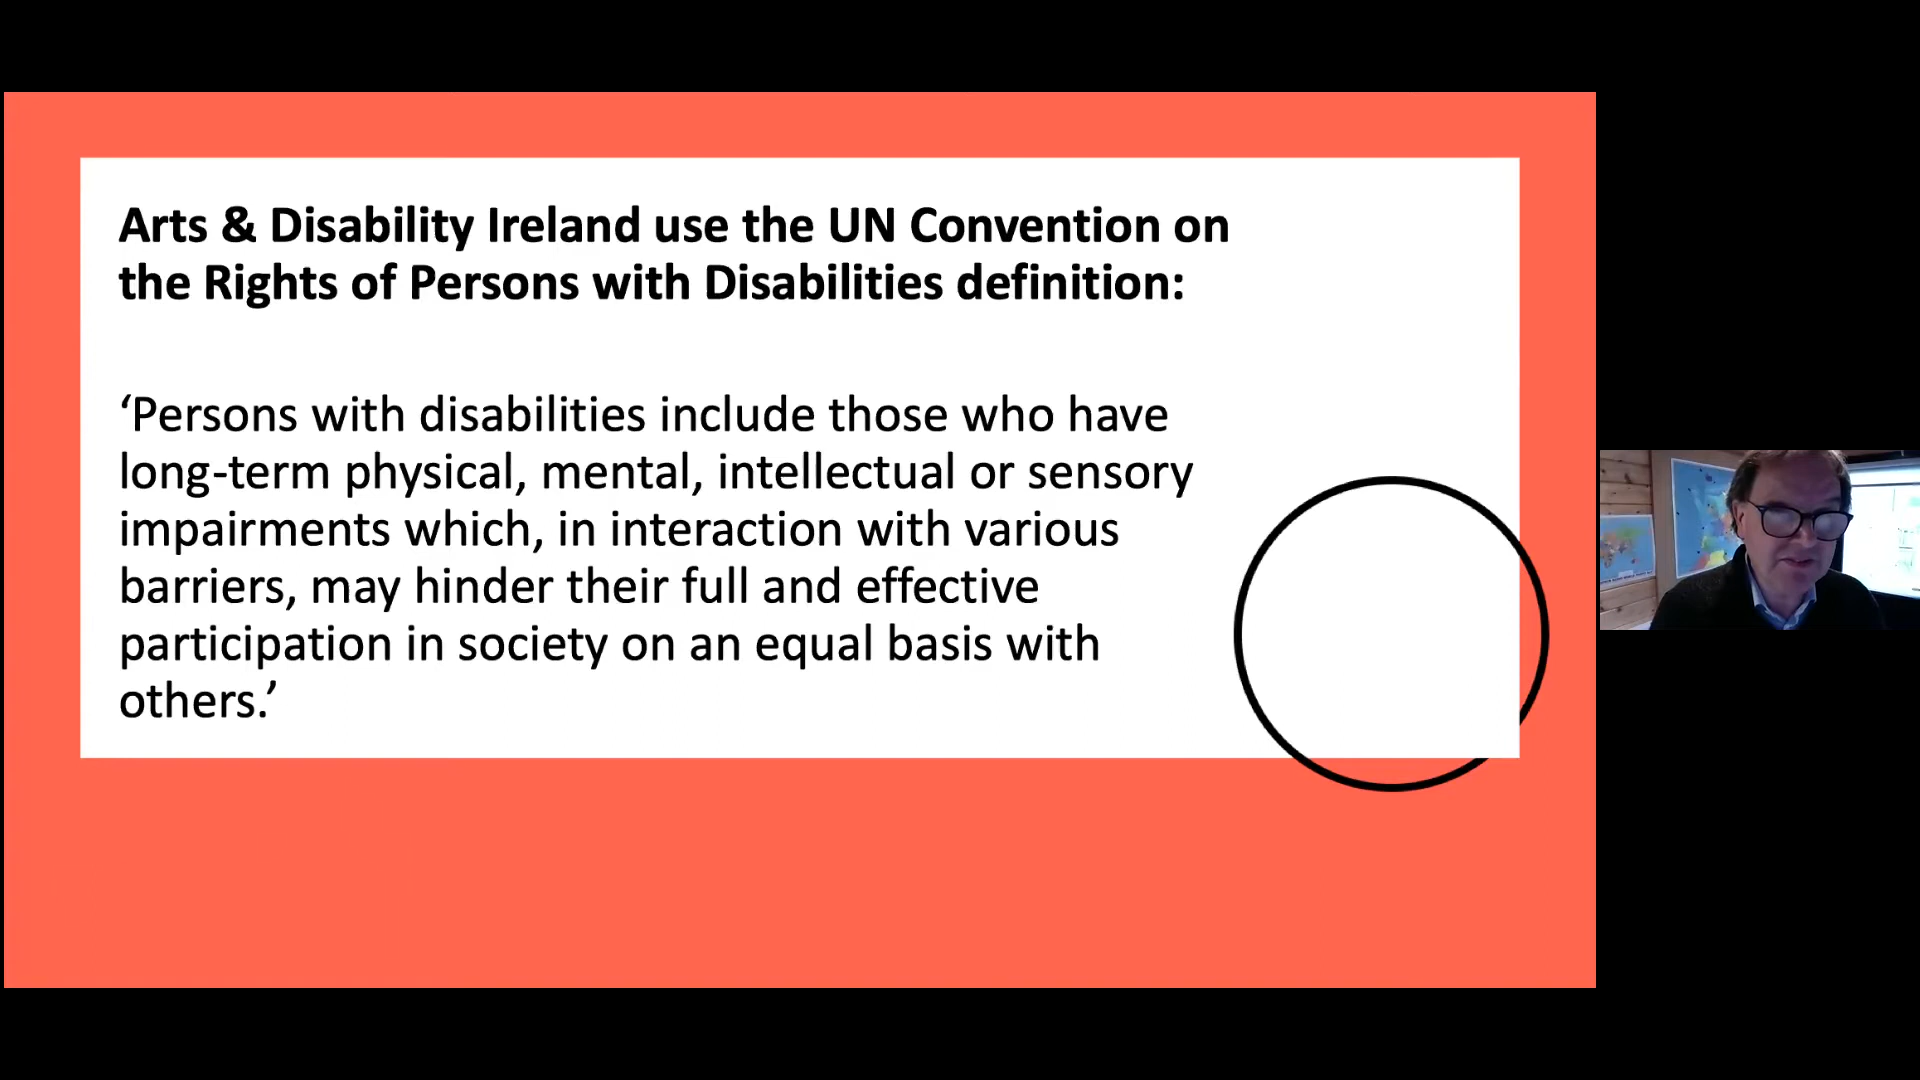 Arts & Disability Ireland use the UN Convention on
the Rights of Persons with Disabilities definition:
‘Persons with disabilities include those who have
long-term physical, mental, intellectual or sensory
impairments which, in interaction with various
barriers, may hinder their full and effective
participation in society on an equal basis with
others.’